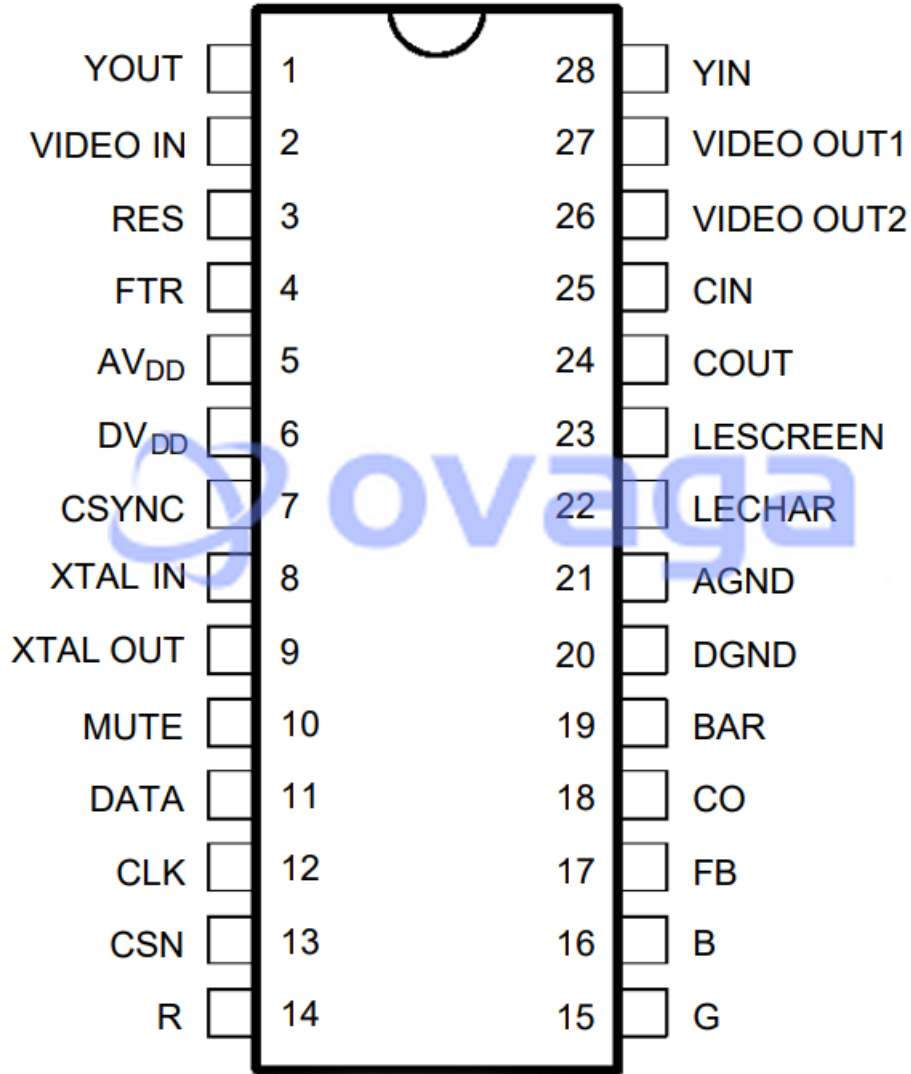 YOUT 1 28 YIN
VIDEO IN 2 27 VIDEO OUT1
RES 3 26 VIDEO OUT2
FTR 4 25 CIN
AVDD 5 24 COUT
DVDD 6 23 LESCREEN
CSYNC 7 22 LECHAR
ovaga
XTAL IN 8 21 AGND
XTAL OUT 9 20 DGND
MUTE 10 19 BAR
DATA 11 18 CO
CLK 12 17 FB
CSN 13 16 B
R 14 15 G